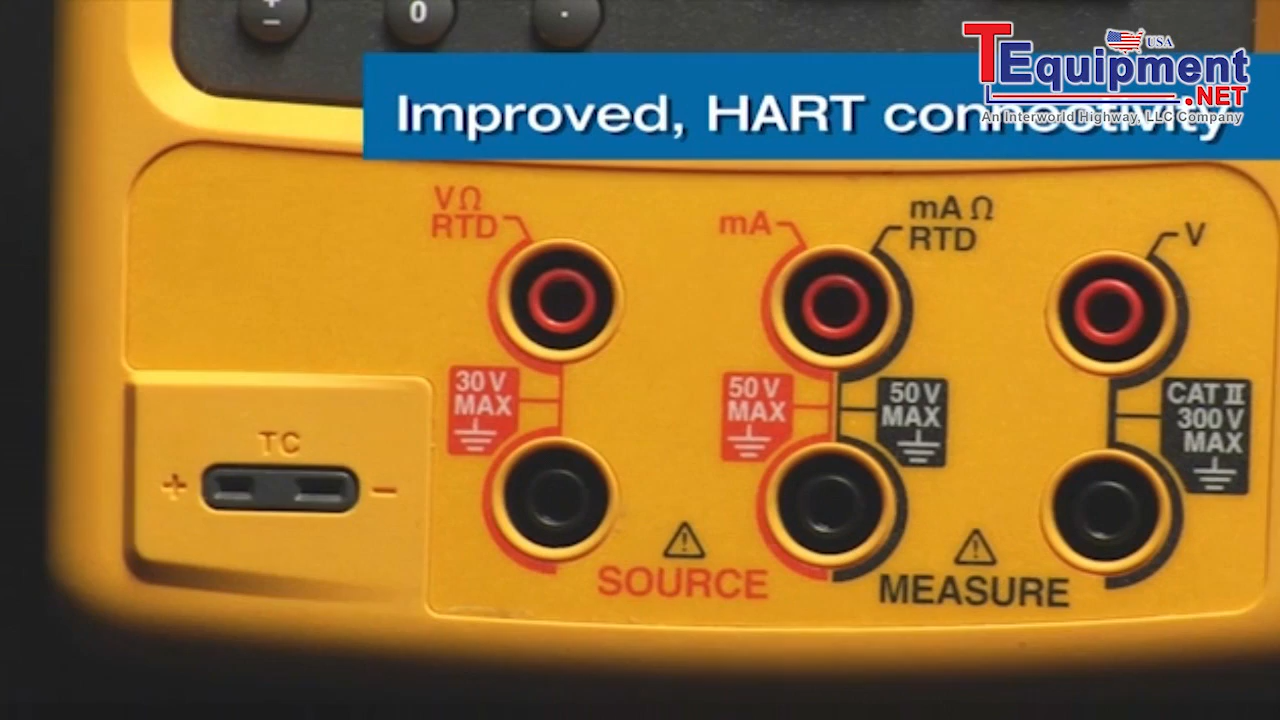 +
−
0
.
TEquipment
USA
.NET
An Interworld Highway, LLC Company
Improved, HART connectivity
V Ω
RTD
mA
mA Ω
RTD
V
30 V
MAX
50 V
MAX
50 V
MAX
CAT II
300 V
MAX
TC
+
−
SOURCE
MEASURE